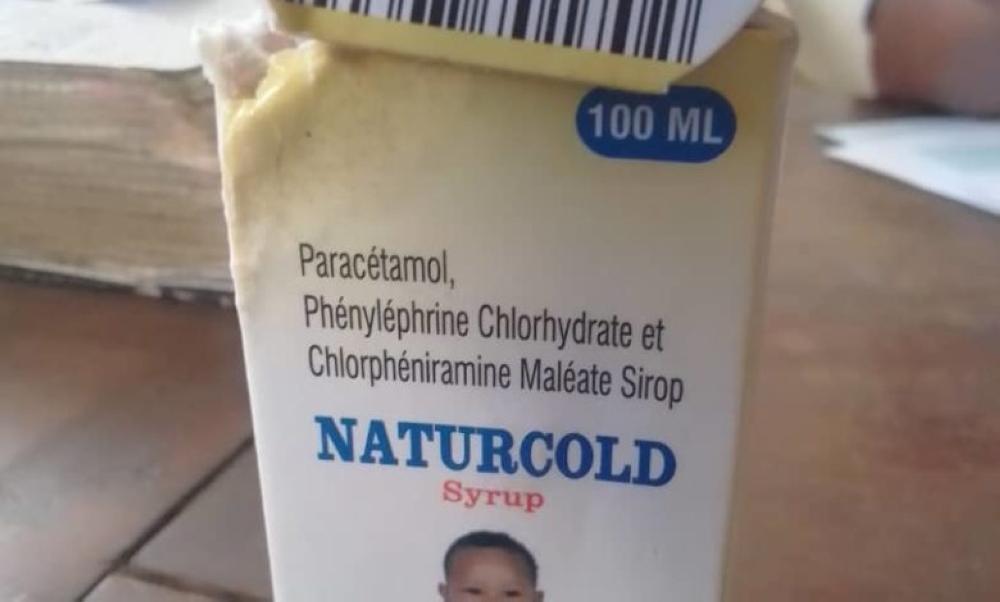 100 ML
Paracétamol,
Phényléphrine Chlorhydrate et
Chlorphéniramine Maléate Sirop
NATURCOLD
Syrup